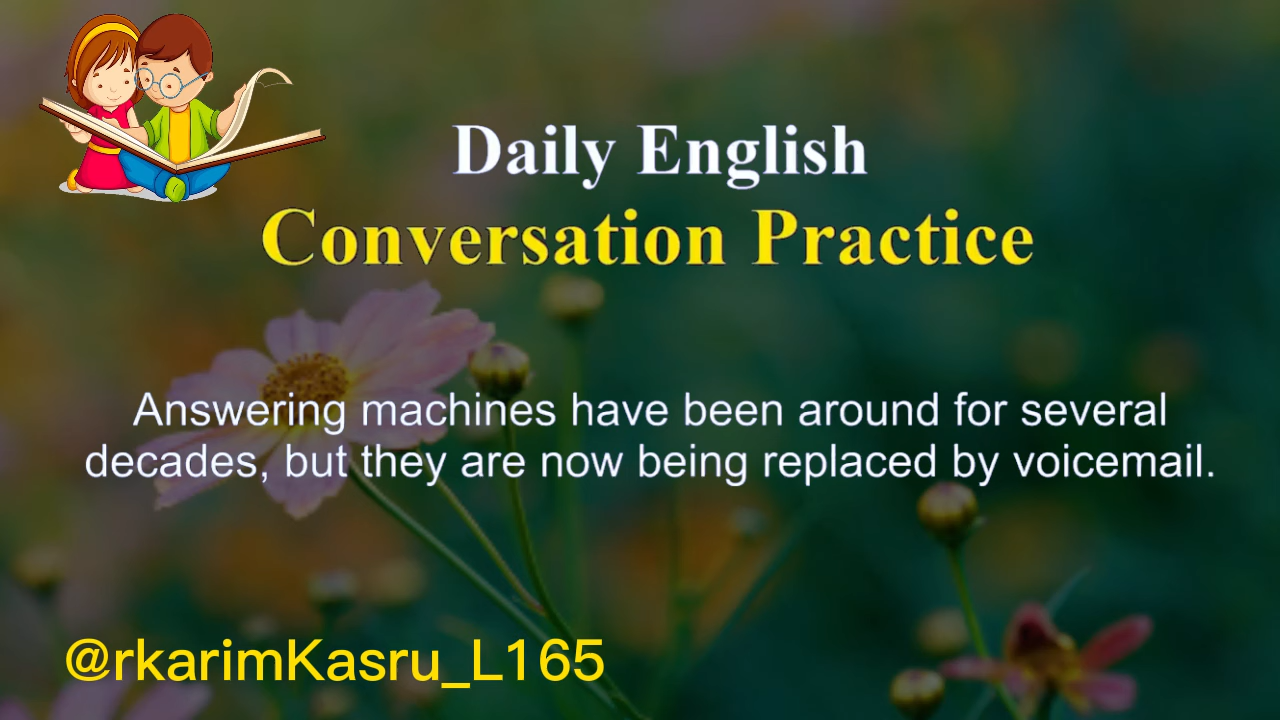 Daily English
Conversation Practice
Answering machines have been around for several
decades, but they are now being replaced by voicemail.
@rkarimKasru_L165